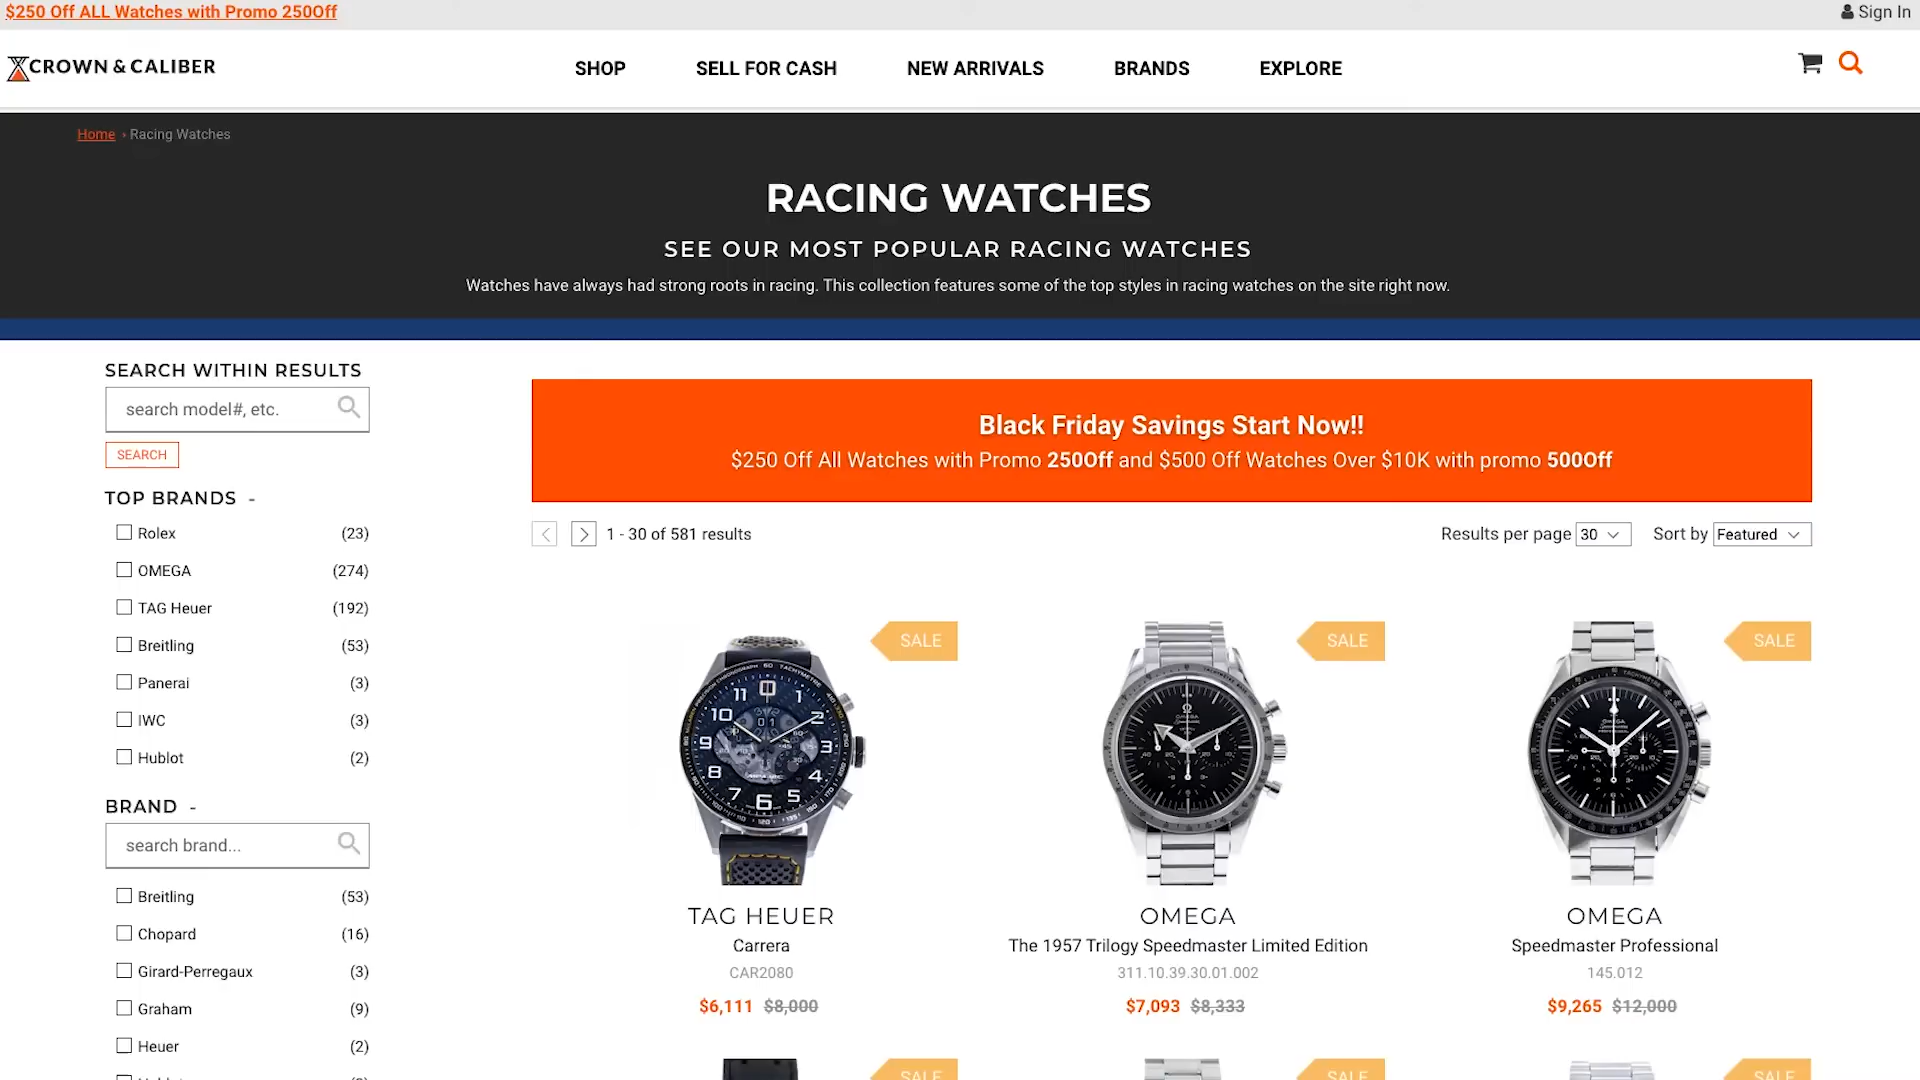 $250 Off ALL Watches with Promo 250Off
Sign In
CROWN & CALIBER
SHOP
SELL FOR CASH
NEW ARRIVALS
BRANDS
EXPLORE
Home › Racing Watches
RACING WATCHES
SEE OUR MOST POPULAR RACING WATCHES
Watches have always had strong roots in racing. This collection features some of the top styles in racing watches on the site right now.
SEARCH WITHIN RESULTS
search model#, etc.
SEARCH
TOP BRANDS -
Rolex (23)
OMEGA (274)
TAG Heuer (192)
Breitling (53)
Panerai (3)
IWC (3)
Hublot (2)
BRAND -
search brand...
Breitling (53)
Chopard (16)
Girard-Perregaux (3)
Graham (9)
Heuer (2)
Black Friday Savings Start Now!!
$250 Off All Watches with Promo 250Off and $500 Off Watches Over $10K with promo 500Off
1 - 30 of 581 results
Results per page 30
Sort by Featured
SALE
TAG HEUER
Carrera
CAR2080
$6,111 $8,000
SALE
OMEGA
The 1957 Trilogy Speedmaster Limited Edition
311.10.39.30.01.002
$7,093 $8,333
SALE
OMEGA
Speedmaster Professional
145.012
$9,265 $12,000
SALE
SALE
SALE